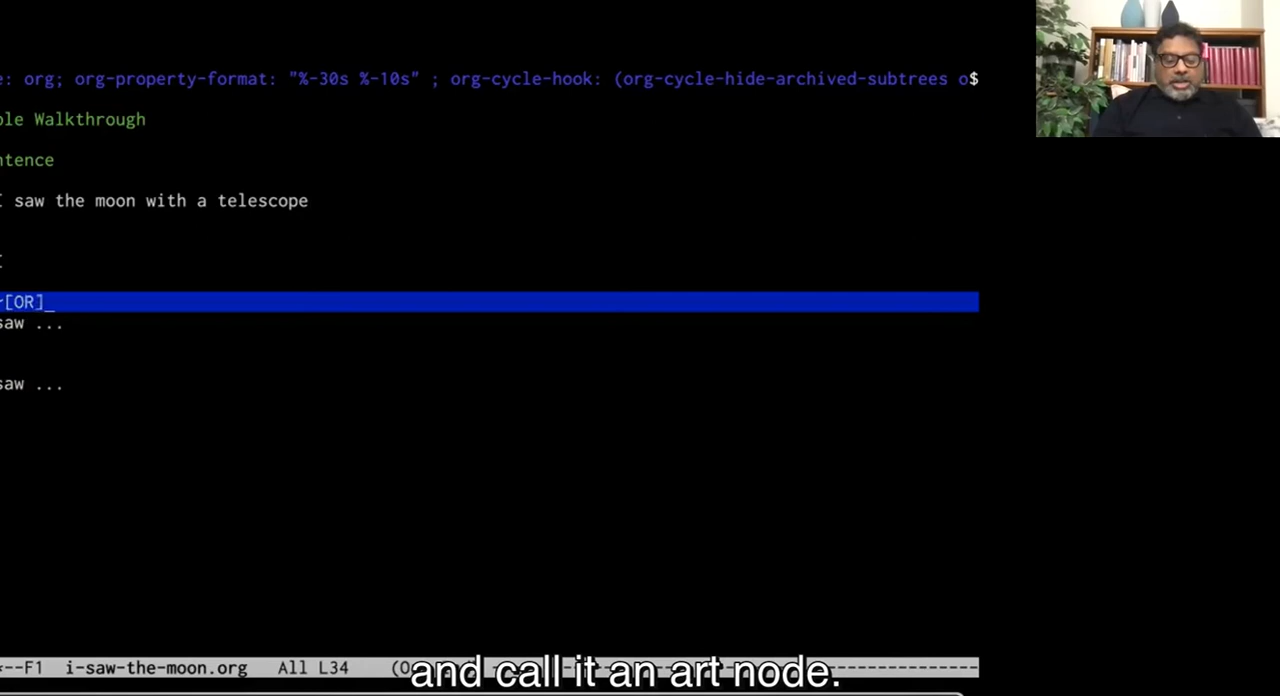 e: org; org-property-format: "%-30s %-10s" ; org-cycle-hook: (org-cycle-hide-archived-subtrees o$
ple Walkthrough
ntence
I saw the moon with a telescope
I
r[OR]_
saw ...
saw ...
*--F1 i-saw-the-moon.org All L34 (O
and call it an art node.